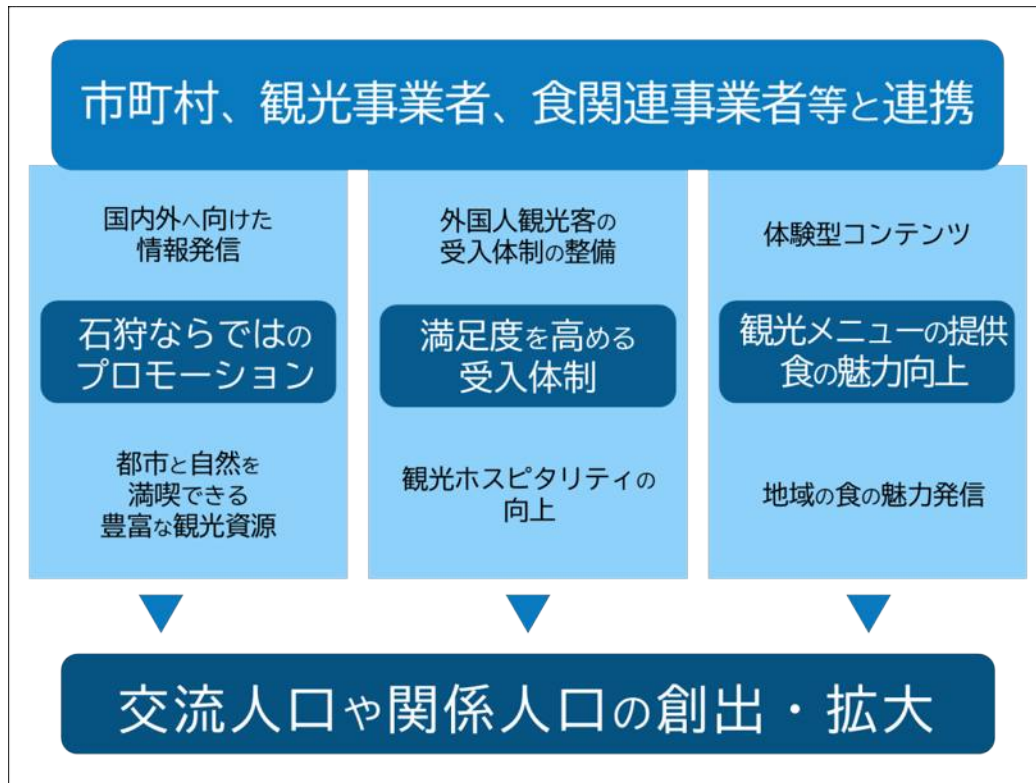 市町村、観光事業者、食関連事業者等と連携
国内外へ向けた
情報発信
石狩ならではの
プロモーション
都市と自然を
満喫できる
豊富な観光資源
外国人観光客の
受入体制の整備
満足度を高める
受入体制
観光ホスピタリティの
向上
体験型コンテンツ
観光メニューの提供
食の魅力向上
地域の食の魅力発信
交流人口や関係人口の創出・拡大